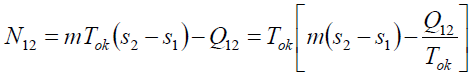 N₁₂ = mTₒₖ(s₂ − s₁) − Q₁₂ = Tₒₖ[m(s₂ − s₁) − Q₁₂/Tₒₖ]